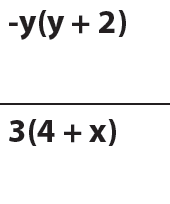 -y(y + 2)
3(4 + x)